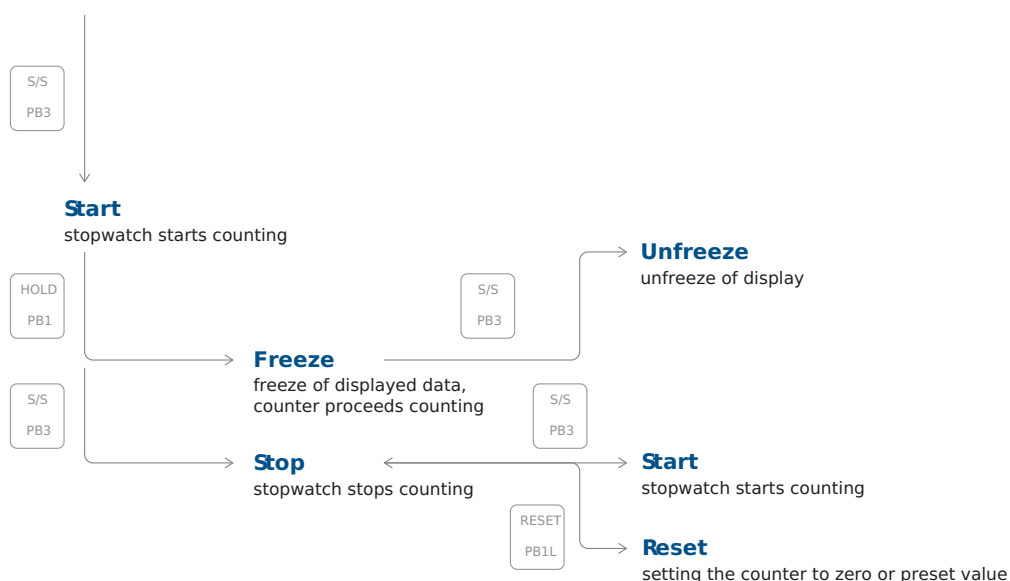 S/S
PB3
Start
stopwatch starts counting
HOLD
PB1
S/S
PB3
Unfreeze
unfreeze of display
Freeze
freeze of displayed data,
counter proceeds counting
S/S
PB3
S/S
PB3
Stop
stopwatch stops counting
Start
stopwatch starts counting
RESET
PB1L
Reset
setting the counter to zero or preset value